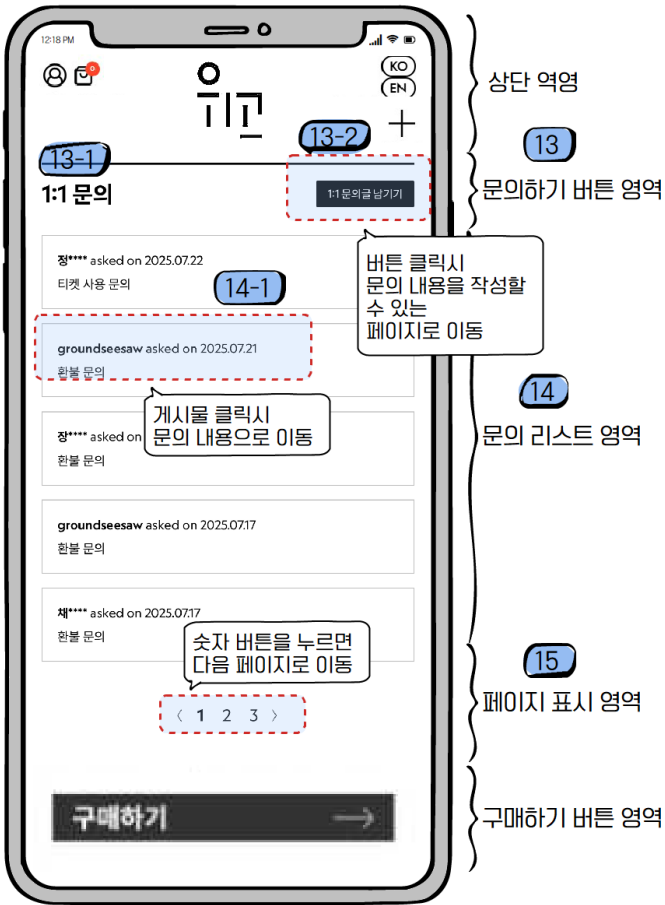 12:18 PM
0
KO
EN
유
이고
상단 역영
13-1
13-2
13
1:1 문의
1:1 문의글 남기기
문의하기 버튼 영역
정**** asked on 2025.07.22
티켓 사용 문의
14-1
버튼 클릭시
문의 내용을 작성할
수 있는
페이지로 이동
groundseesaw asked on 2025.07.21
환불 문의
게시물 클릭시
문의 내용으로 이동
14
문의 리스트 영역
장**** asked on
환불 문의
groundseesaw asked on 2025.07.17
환불 문의
채**** asked on 2025.07.17
환불 문의
숫자 버튼을 누르면
다음 페이지로 이동
15
페이지 표시 영역
〈 1 2 3 〉
구매하기
구매하기 버튼 영역